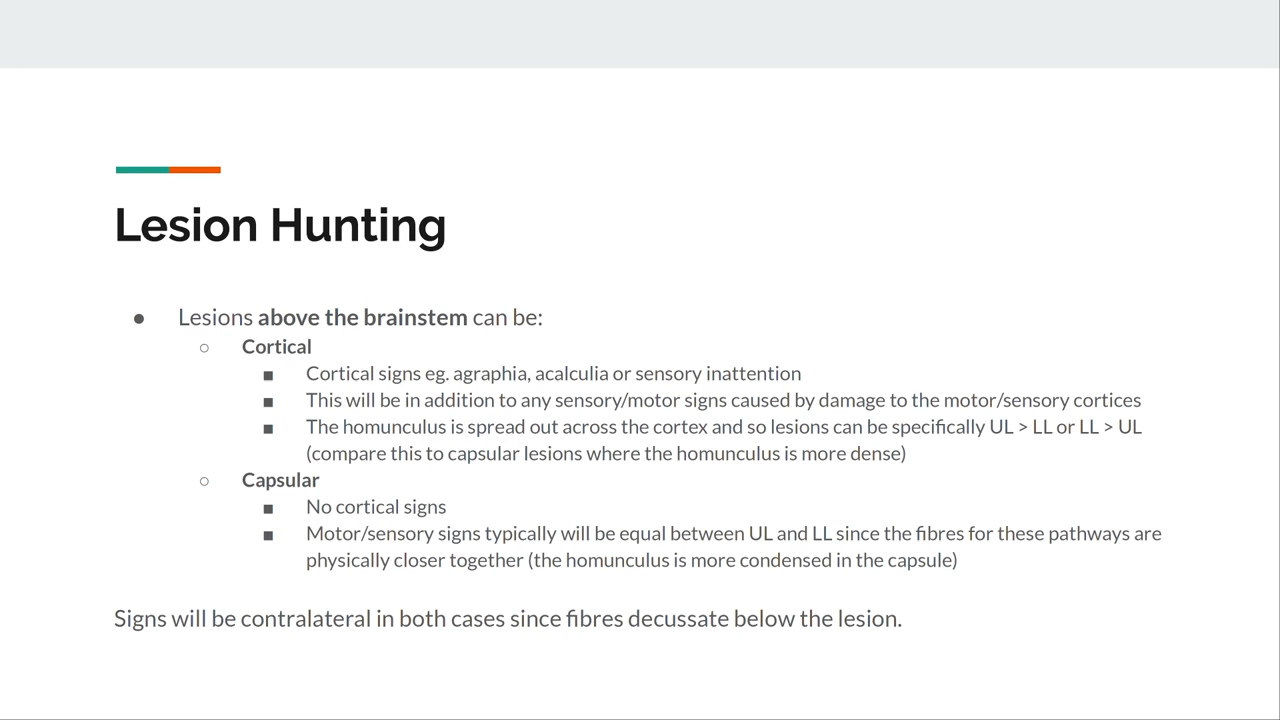 Lesion Hunting
● Lesions above the brainstem can be:
○ Cortical
■ Cortical signs eg. agraphia, acalculia or sensory inattention
■ This will be in addition to any sensory/motor signs caused by damage to the motor/sensory cortices
■ The homunculus is spread out across the cortex and so lesions can be specifically UL > LL or LL > UL
(compare this to capsular lesions where the homunculus is more dense)
○ Capsular
■ No cortical signs
■ Motor/sensory signs typically will be equal between UL and LL since the fibres for these pathways are
physically closer together (the homunculus is more condensed in the capsule)
Signs will be contralateral in both cases since fibres decussate below the lesion.